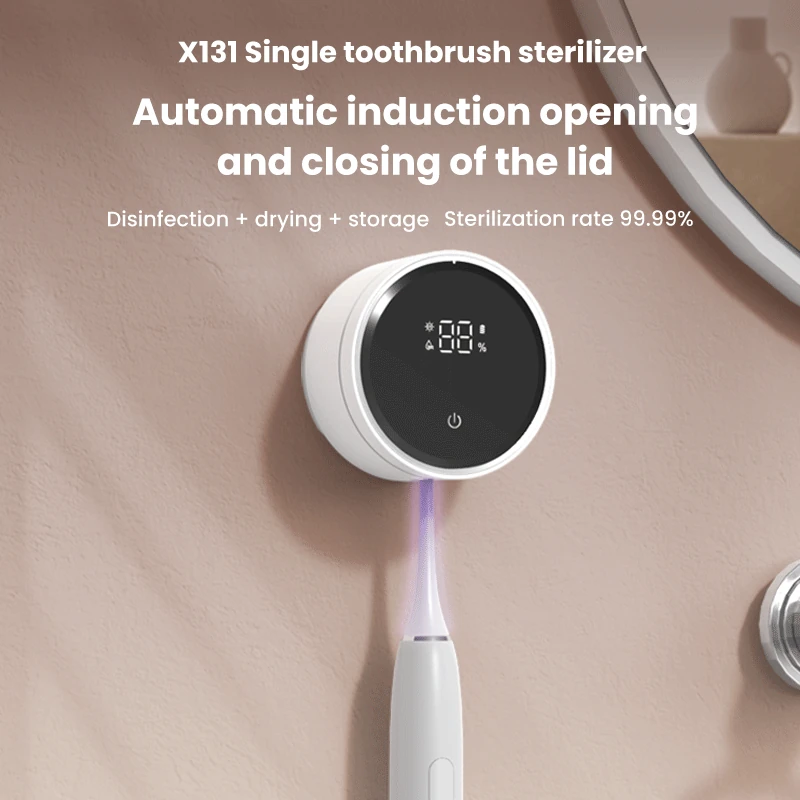 X131 Single toothbrush sterilizer
Automatic induction opening
and closing of the lid
Disinfection + drying + storage Sterilization rate 99.99%
88
%